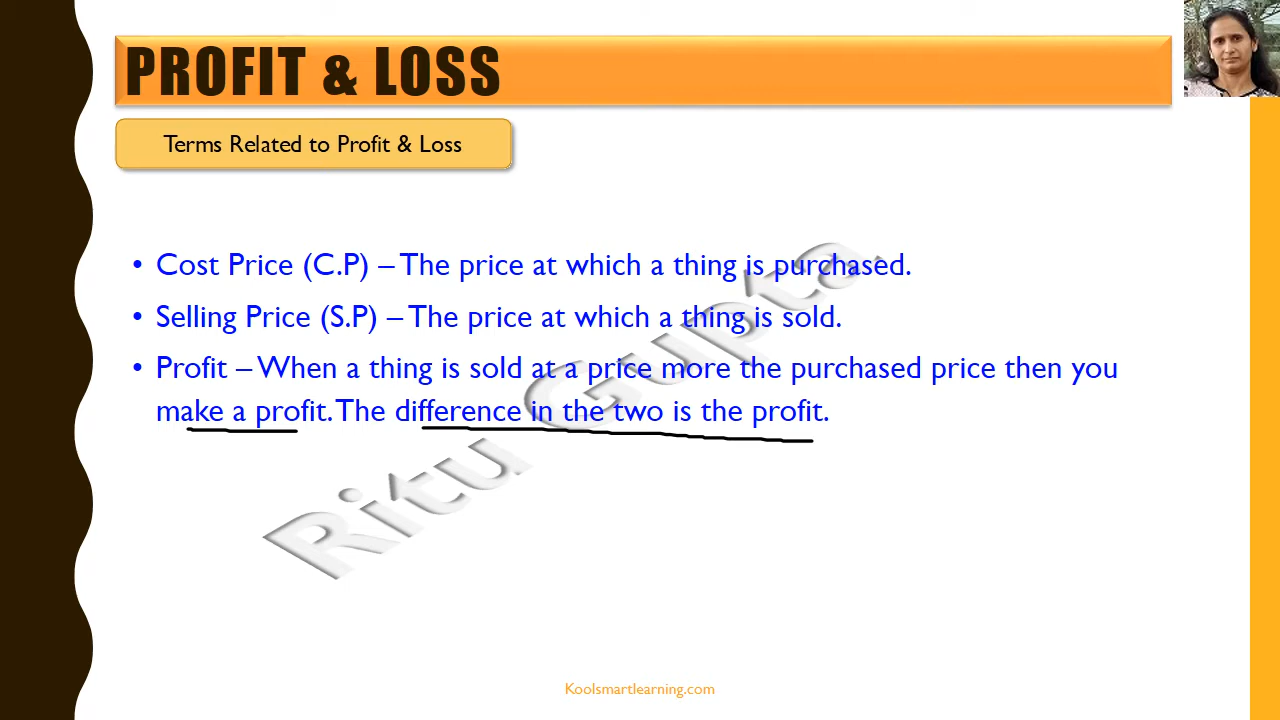 PROFIT & LOSS
Terms Related to Profit & Loss
• Cost Price (C.P) – The price at which a thing is purchased.
• Selling Price (S.P) – The price at which a thing is sold.
• Profit – When a thing is sold at a price more the purchased price then you
make a profit. The difference in the two is the profit.
Ritu Gupta
Koolsmartlearning.com